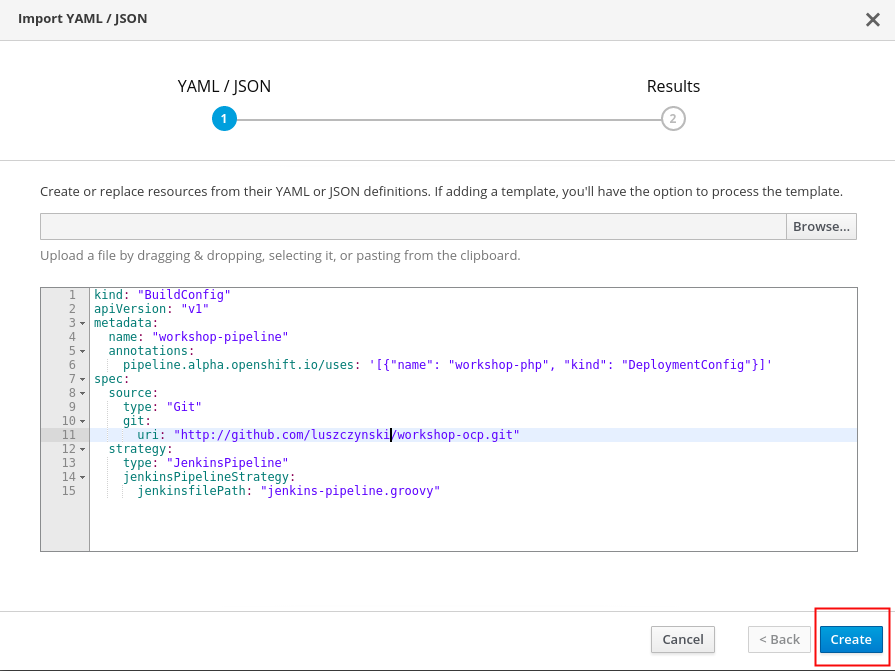 Import YAML / JSON
YAML / JSON
Results
1
2
Create or replace resources from their YAML or JSON definitions. If adding a template, you'll have the option to process the template.
Browse...
Upload a file by dragging & dropping, selecting it, or pasting from the clipboard.
1 kind: "BuildConfig"
2 apiVersion: "v1"
3 metadata:
4   name: "workshop-pipeline"
5   annotations:
6     pipeline.alpha.openshift.io/uses: '[{"name": "workshop-php", "kind": "DeploymentConfig"}]'
7 spec:
8   source:
9     type: "Git"
10     git:
11       uri: "http://github.com/luszczynski/workshop-ocp.git"
12   strategy:
13     type: "JenkinsPipeline"
14     jenkinsPipelineStrategy:
15       jenkinsfilePath: "jenkins-pipeline.groovy"
Cancel
< Back
Create